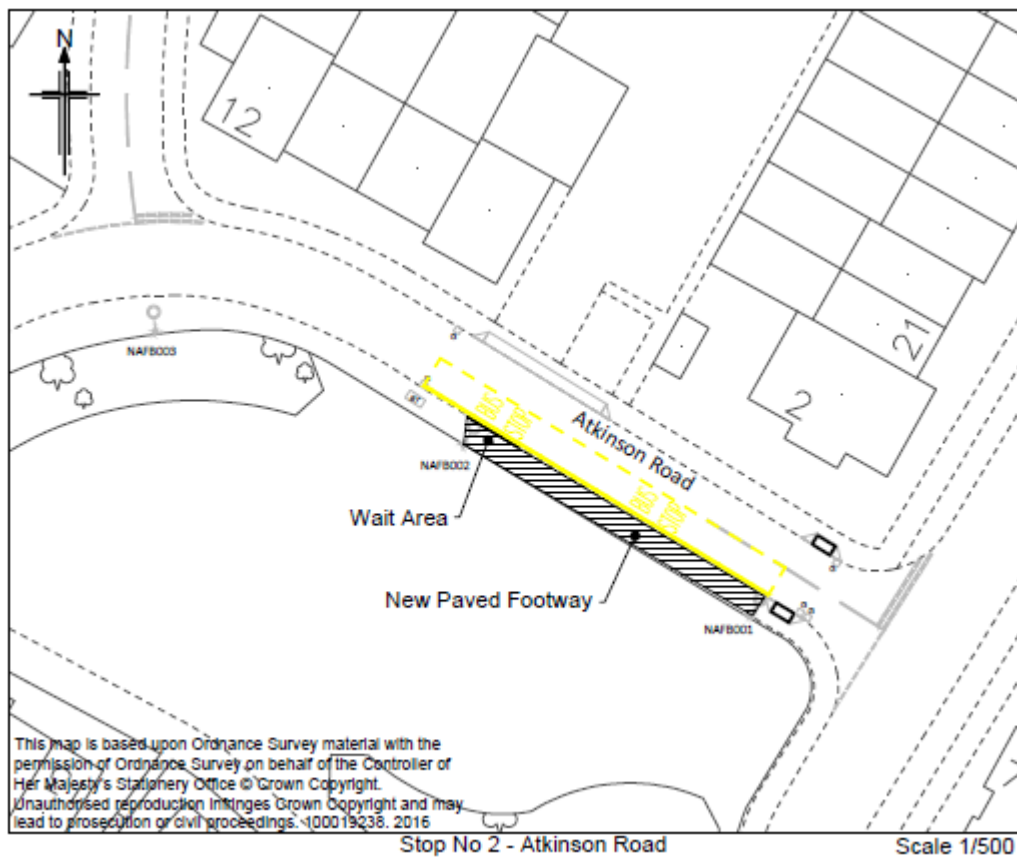 N
12
21
2
NAFB003
BUS
STOP
Atkinson Road
NAFB002
BUS
STOP
Wait Area
New Paved Footway
NAFB001
This map is based upon Ordnance Survey material with the
permission of Ordnance Survey on behalf of the Controller of
Her Majesty's Stationery Office © Crown Copyright.
Unauthorised reproduction infringes Crown Copyright and may
lead to prosecution or civil proceedings. 100019238. 2016
Stop No 2 - Atkinson Road
Scale 1/500